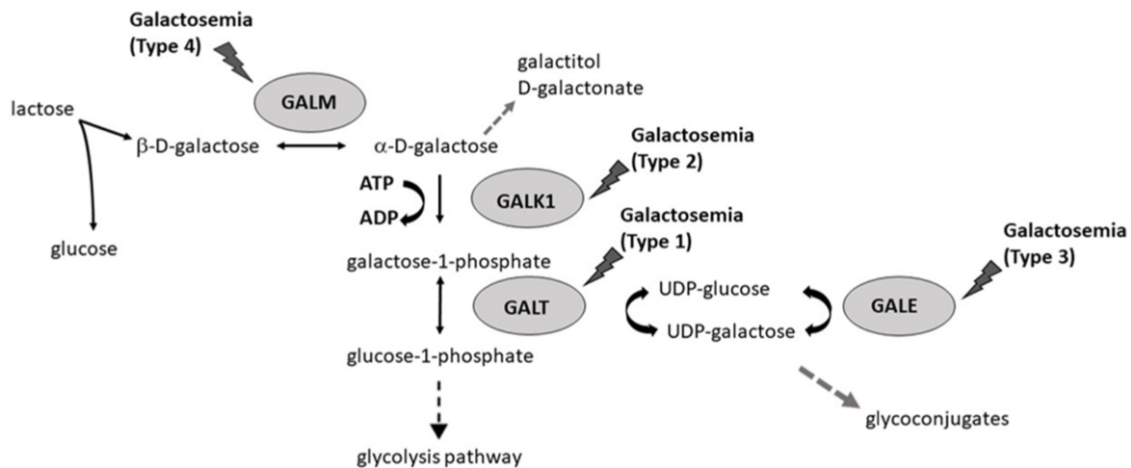 Galactosemia
(Type 4)
galactitol
D-galactonate
GALM
lactose
β-D-galactose
α-D-galactose
Galactosemia
(Type 2)
ATP
ADP
GALK1
Galactosemia
(Type 1)
Galactosemia
(Type 3)
glucose
galactose-1-phosphate
GALT
UDP-glucose
UDP-galactose
GALE
glucose-1-phosphate
glycoconjugates
glycolysis pathway